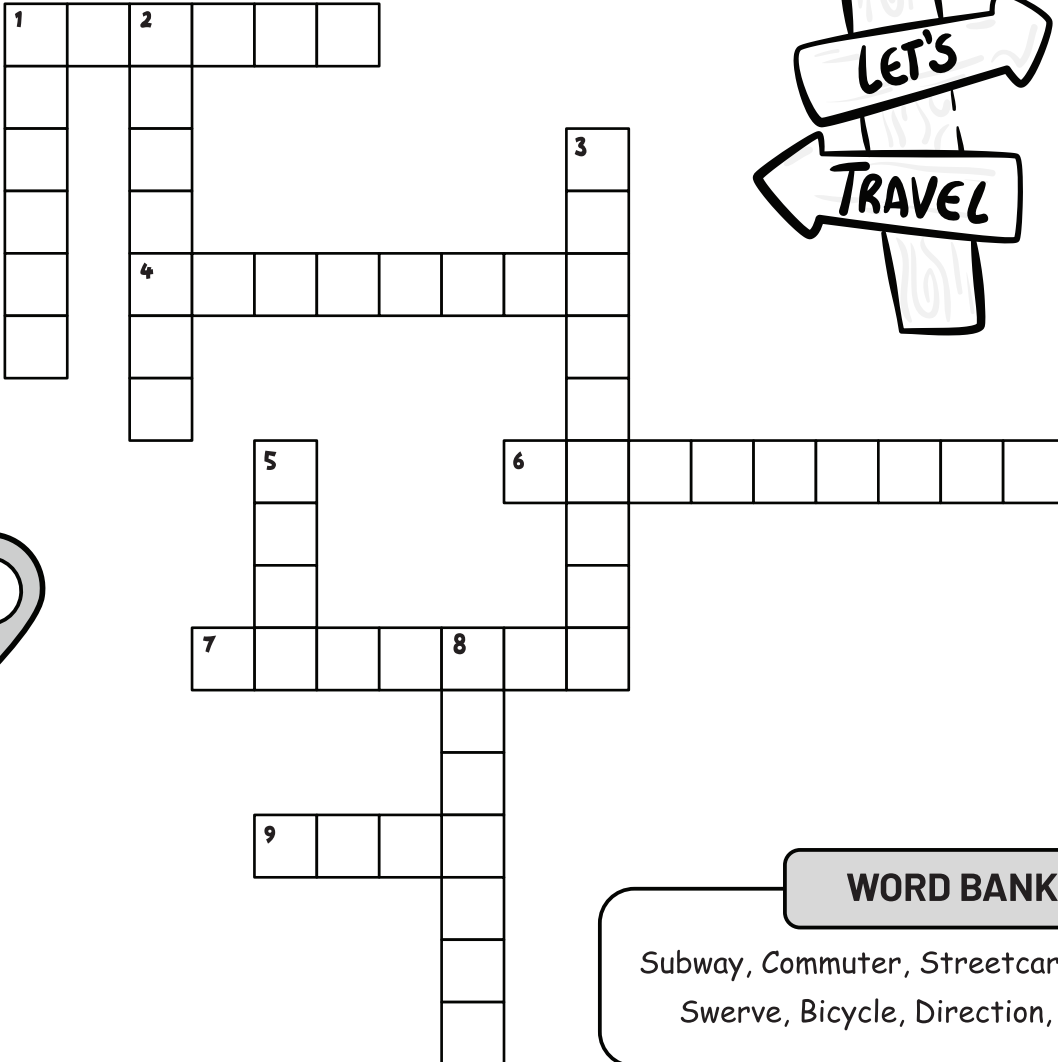 1 2
LET'S
3
TRAVEL
4
5
6
7 8
9
WORD BANK
Subway, Commuter, Streetcar
Swerve, Bicycle, Direction,